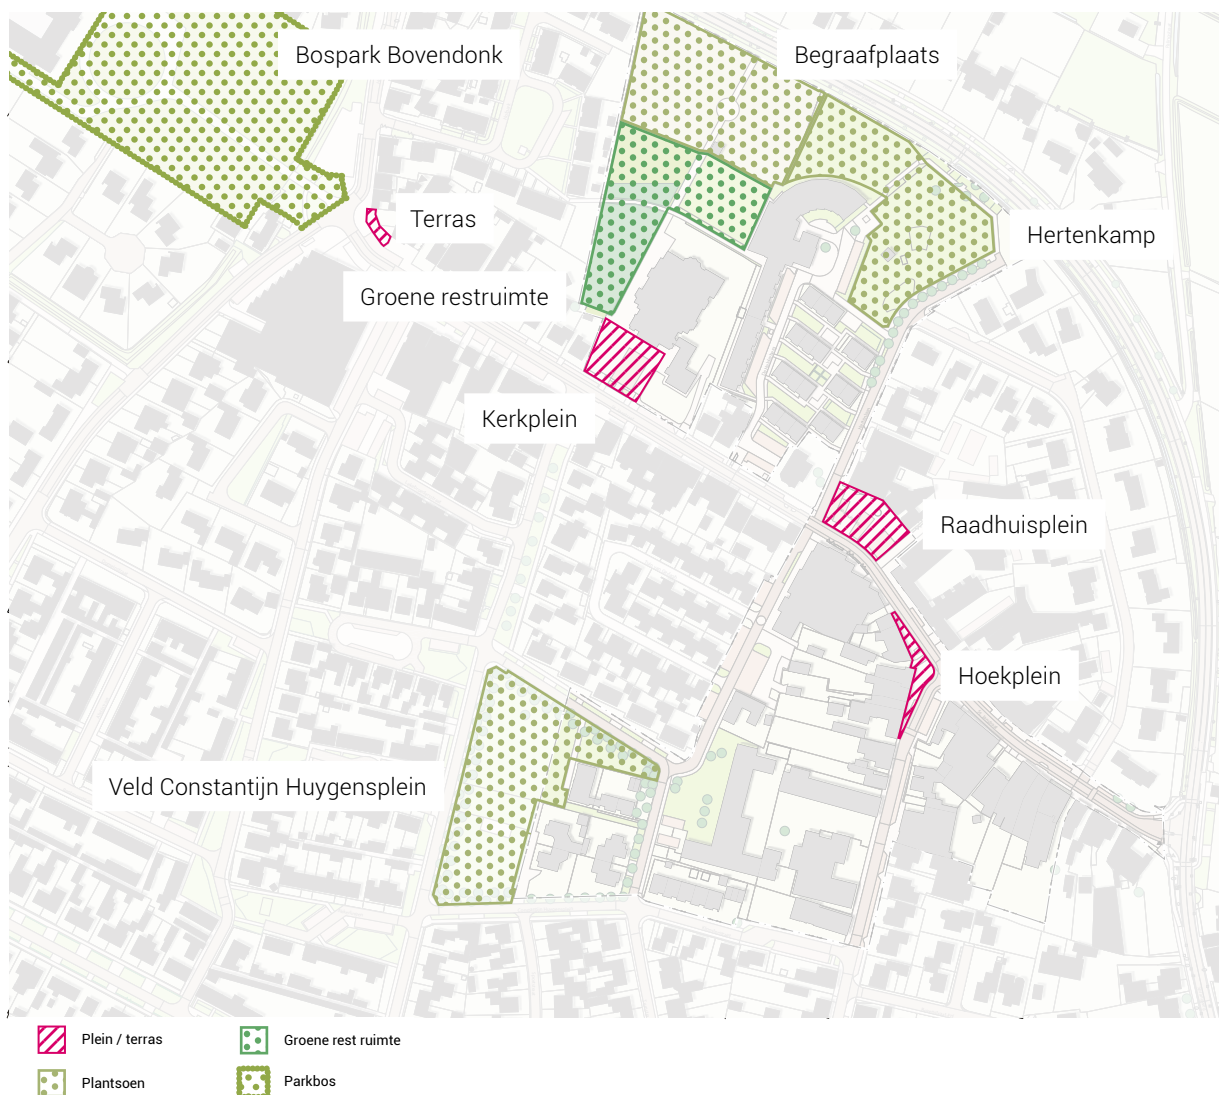 Bospark Bovendonk
Begraafplaats
Terras
Hertenkamp
Groene restruimte
Kerkplein
Raadhuisplein
Hoekplein
Veld Constantijn Huygensplein
Plein / terras
Groene rest ruimte
Plantsoen
Parkbos